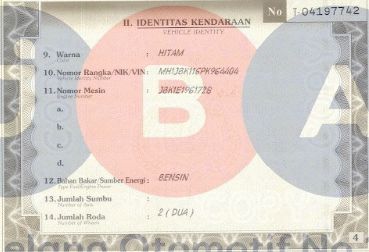 No I-04197742
II. IDENTITAS KENDARAAN
VEHICLE IDENTITY
9. Warna : HITAM
Color
10. Nomor Rangka/NIK/VIN : MH1JBK116PK964404
Vehicle Identity Number
11. Nomor Mesin : JBK1E1961728
Engine Number
a.
b.
c.
d.
12. Bahan Bakar/Sumber Energi : BENSIN
Type Fuel/Engine Power
13. Jumlah Sumbu :
Number of Axle
14. Jumlah Roda : 2 (DUA)
Number of Wheels
B A
Otomotif
4